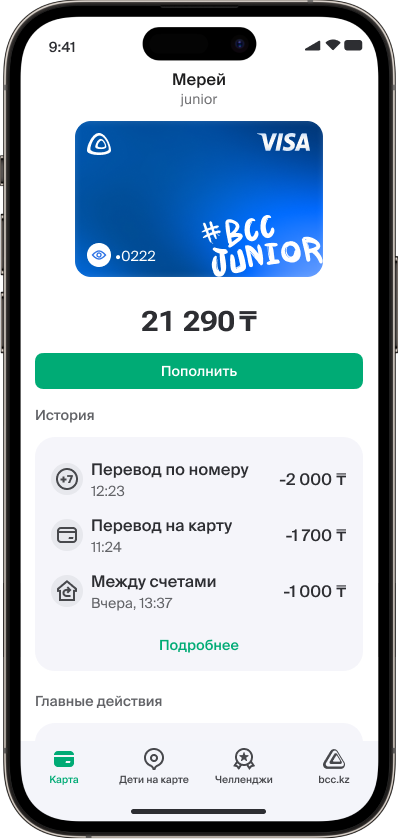 9:41
Мерей
junior
VISA
#BCC
JUNIOR
•0222
21 290 ₸
Пополнить
История
+7
Перевод по номеру
-2 000 ₸
12:23
Перевод на карту
-1 700 ₸
11:24
Между счетами
-1 000 ₸
Вчера, 13:37
Подробнее
Главные действия
Карта
Дети на карте
Челленджи
bcc.kz